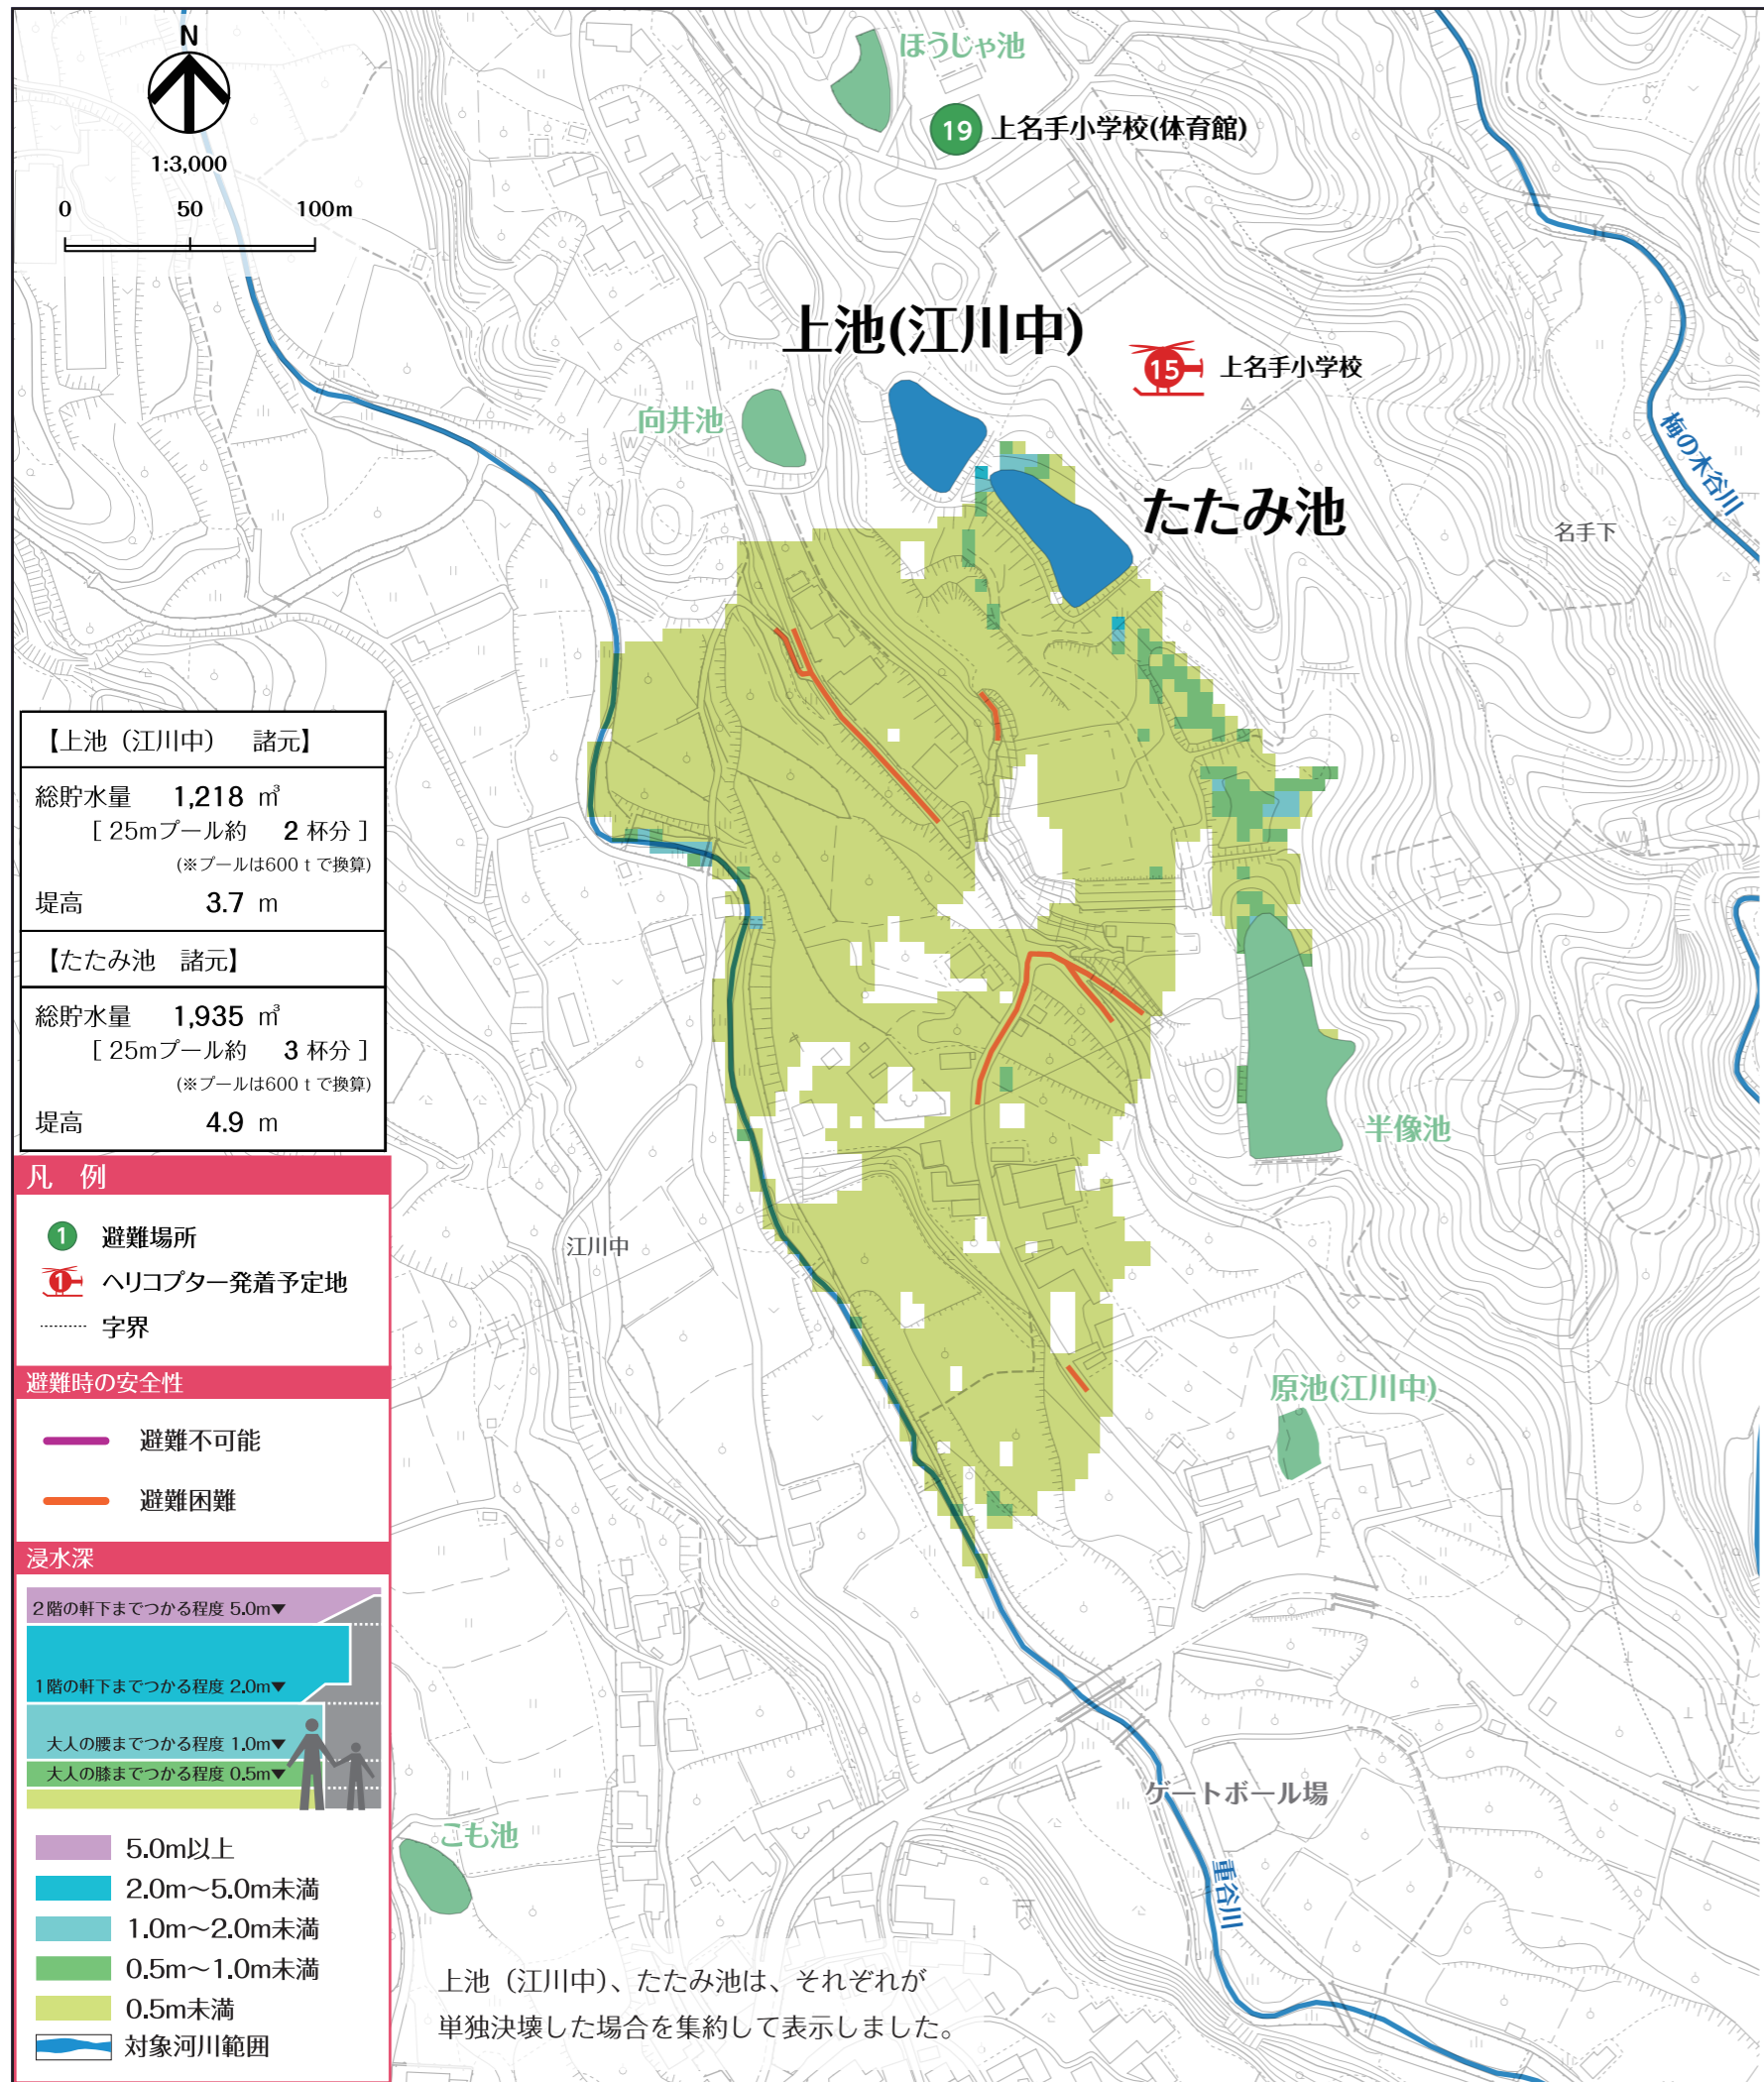 N
1:3,000
0 50 100m
ほうじゃ池
19 上名手小学校(体育館)
上池(江川中)
15 上名手小学校
向井池
たたみ池
梅の木谷川
名手下
【上池（江川中） 諸元】
総貯水量 1,218 ㎥
[ 25mプール約 2 杯分 ]
(※プールは600ｔで換算)
堤高 3.7 m
【たたみ池 諸元】
総貯水量 1,935 ㎥
[ 25mプール約 3 杯分 ]
(※プールは600ｔで換算)
堤高 4.9 m
半像池
江川中
原池(江川中)
凡 例
1 避難場所
1 ヘリコプター発着予定地
字界
避難時の安全性
避難不可能
避難困難
浸水深
2階の軒下までつかる程度 5.0m▼
1階の軒下までつかる程度 2.0m▼
大人の腰までつかる程度 1.0m▼
大人の膝までつかる程度 0.5m▼
5.0m以上
2.0m～5.0m未満
1.0m～2.0m未満
0.5m～1.0m未満
0.5m未満
対象河川範囲
ゲートボール場
こも池
重谷川
上池（江川中）、たたみ池は、それぞれが
単独決壊した場合を集約して表示しました。